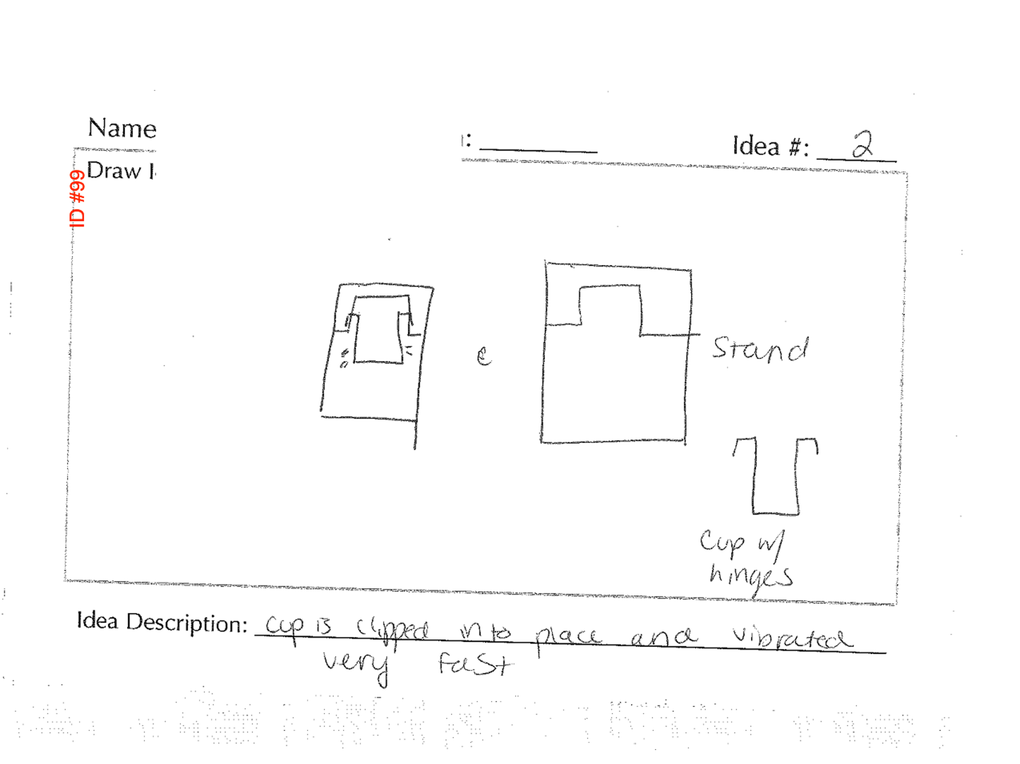 Name
: Idea #: 2
Draw I
ID #99
e
Stand
Cup w/
hinges
Idea Description: cup is clipped into place and vibrated
very fast